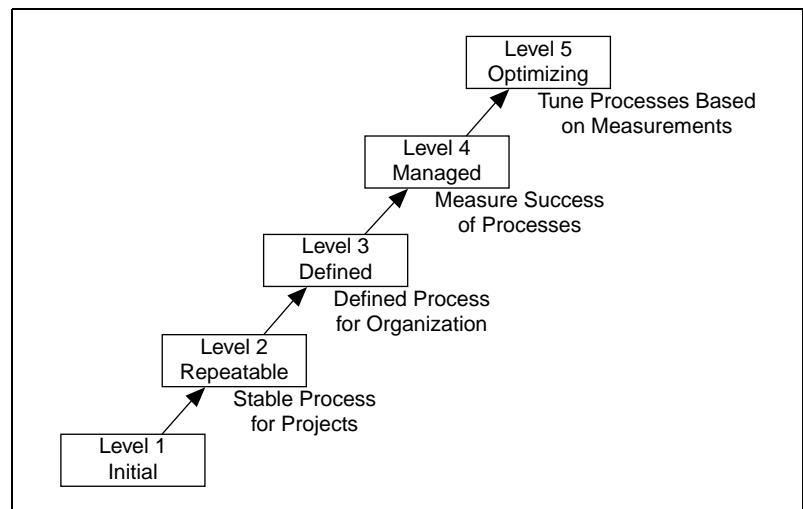 Level 5
Optimizing
Tune Processes Based
on Measurements
Level 4
Managed
Measure Success
of Processes
Level 3
Defined
Defined Process
for Organization
Level 2
Repeatable
Stable Process
for Projects
Level 1
Initial